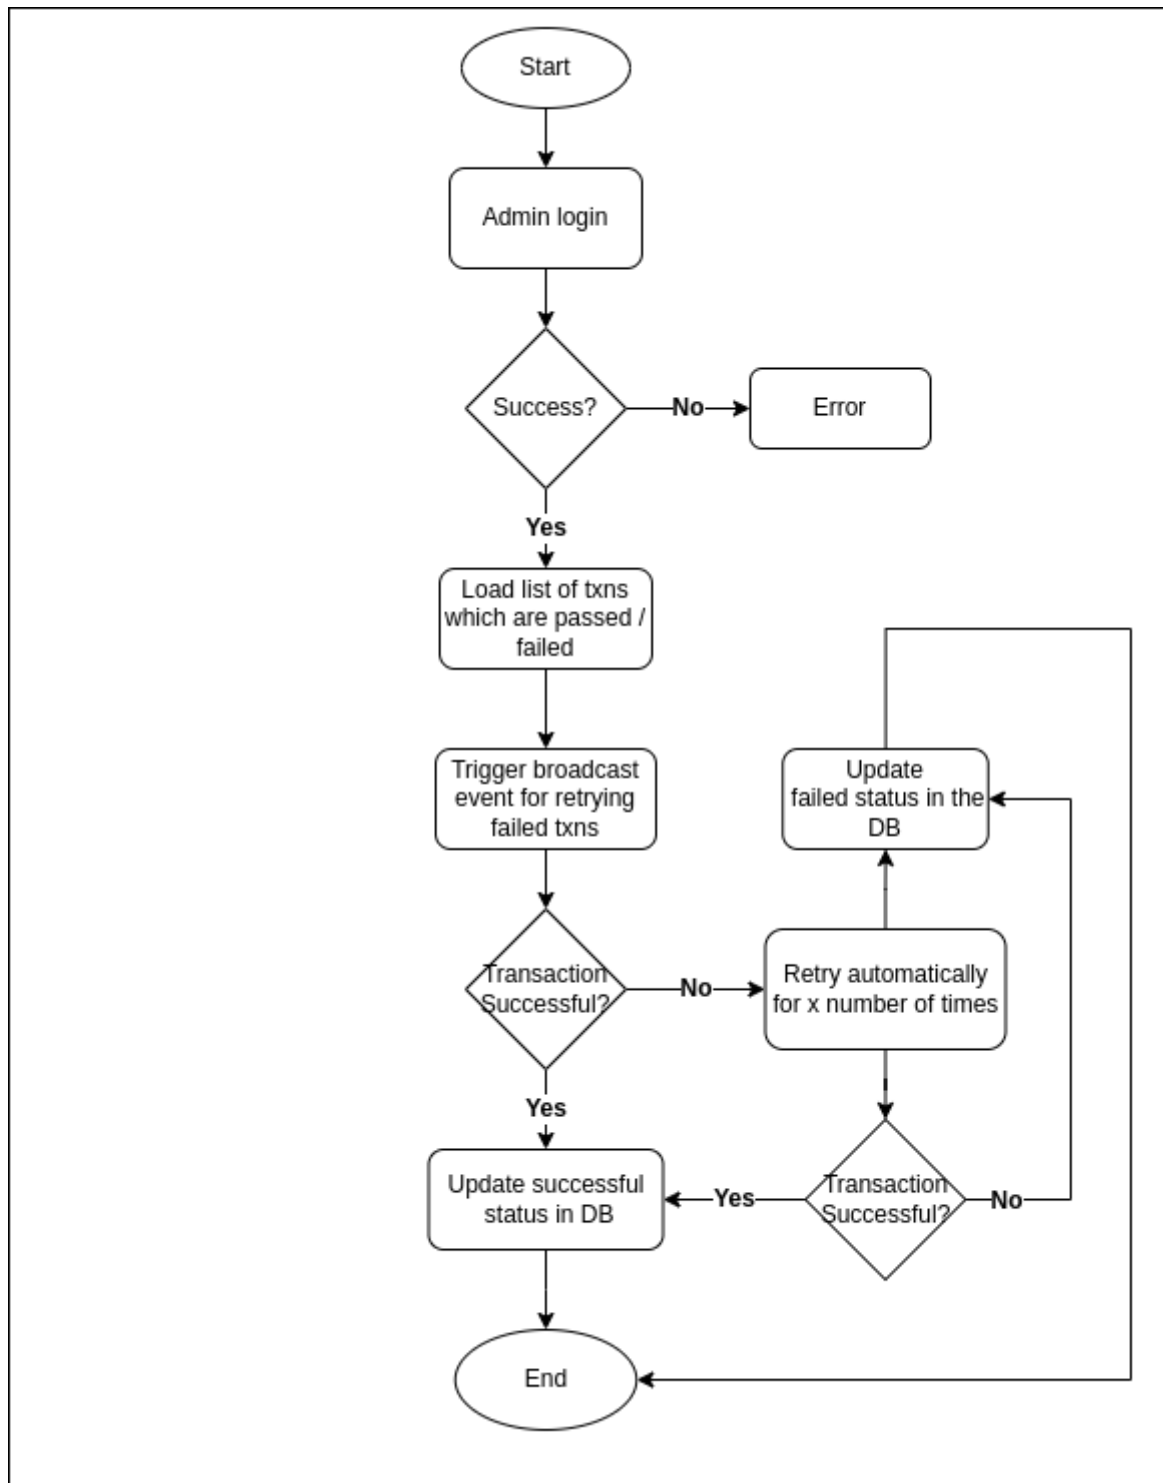 Start
Admin login
Success?
No
Error
Yes
Load list of txns
which are passed /
failed
Trigger broadcast
event for retrying
failed txns
Update
failed status in the
DB
Transaction
Successful?
No
Retry automatically
for x number of times
Yes
Update successful
status in DB
Yes
Transaction
Successful?
No
End